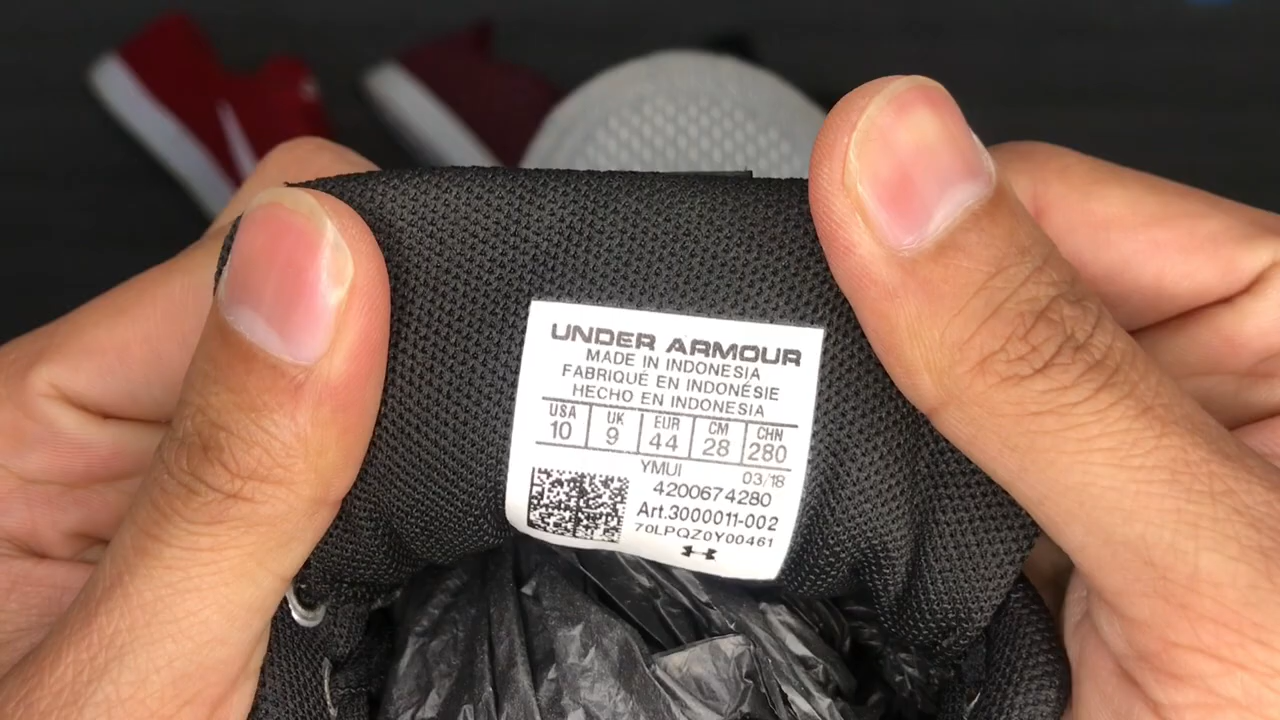 UNDER ARMOUR
MADE IN INDONESIA
FABRIQUÉ EN INDONÉSIE
HECHO EN INDONESIA
USA UK EUR CM CHN
10 9 44 28 280
YMUI 03/18
4200674280
Art.3000011-002
70LPQZ0Y00461